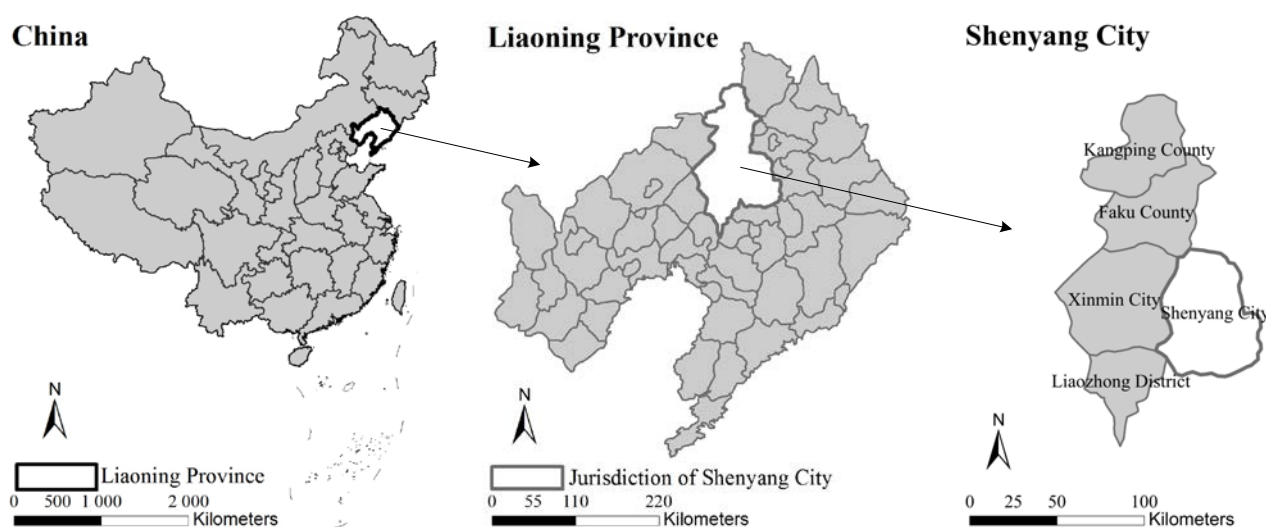 China
N
Liaoning Province
0 500 1 000 2 000
Kilometers
Liaoning Province
N
Jurisdiction of Shenyang City
0 55 110 220
Kilometers
Shenyang City
Kangping County
Faku County
Xinmin City
Shenyang City
Liaozhong District
N
0 25 50 100
Kilometers